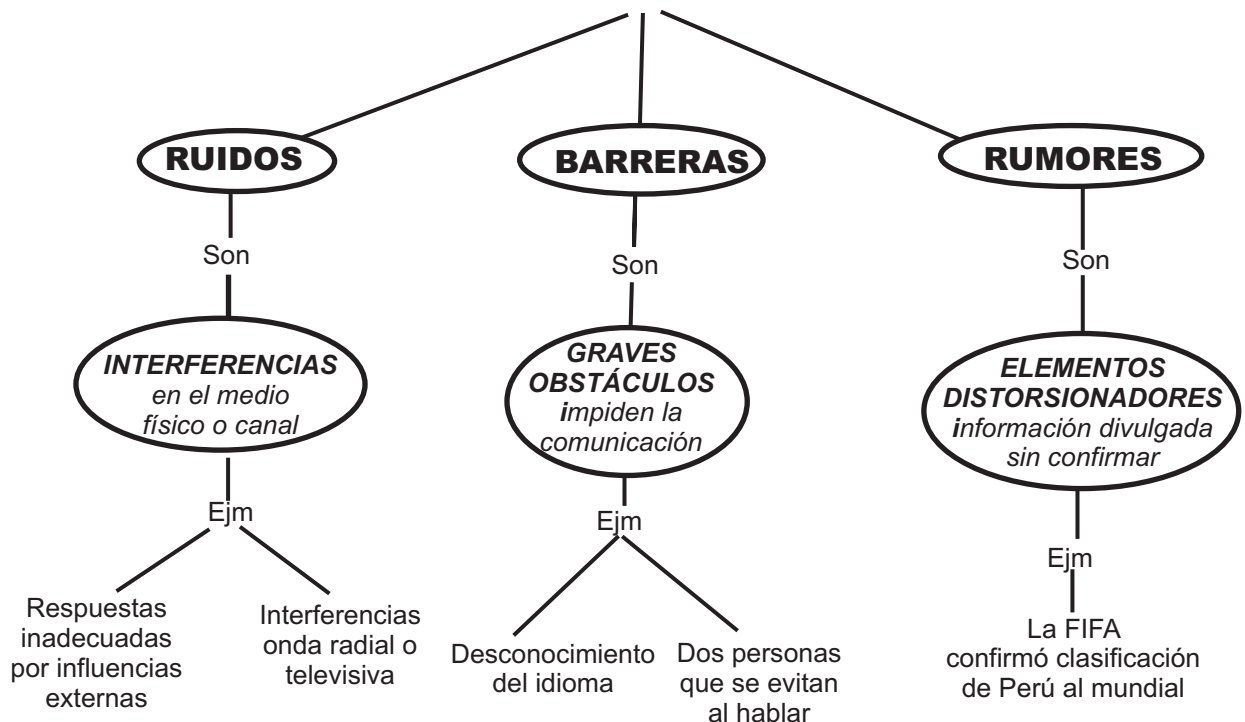 RUIDOS
Son
INTERFERENCIAS
en el medio
físico o canal
Ejm
Respuestas
inadecuadas
por influencias
externas
Interferencias
onda radial o
televisiva
BARRERAS
Son
GRAVES
OBSTÁCULOS
impiden la
comunicación
Ejm
Desconocimiento
del idioma
Dos personas
que se evitan
al hablar
RUMORES
Son
ELEMENTOS
DISTORSIONADORES
información divulgada
sin confirmar
Ejm
La FIFA
confirmó clasificación
de Perú al mundial